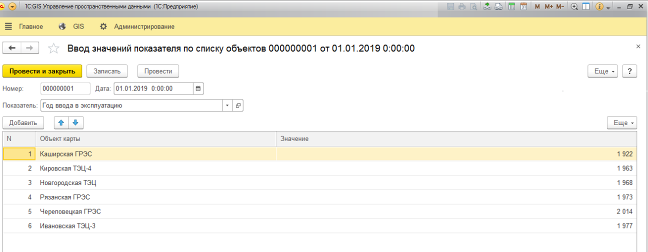 1C:GIS Управление пространственными данными (1С:Предприятие)
M M+ M-
Главное GIS Администрирование
Ввод значений показателя по списку объектов 000000001 от 01.01.2019 0:00:00
Провести и закрыть Записать Провести Еще ?
Номер: 000000001 Дата: 01.01.2019 0:00:00
Показатель: Год ввода в эксплуатацию
Добавить Еще
N Объект карты Значение
1 Каширская ГРЭС 1 922
2 Кировская ТЭЦ-4 1 963
3 Новгородская ТЭЦ 1 968
4 Рязанская ГРЭС 1 973
5 Череповецкая ГРЭС 2 014
6 Ивановская ТЭЦ-3 1 977